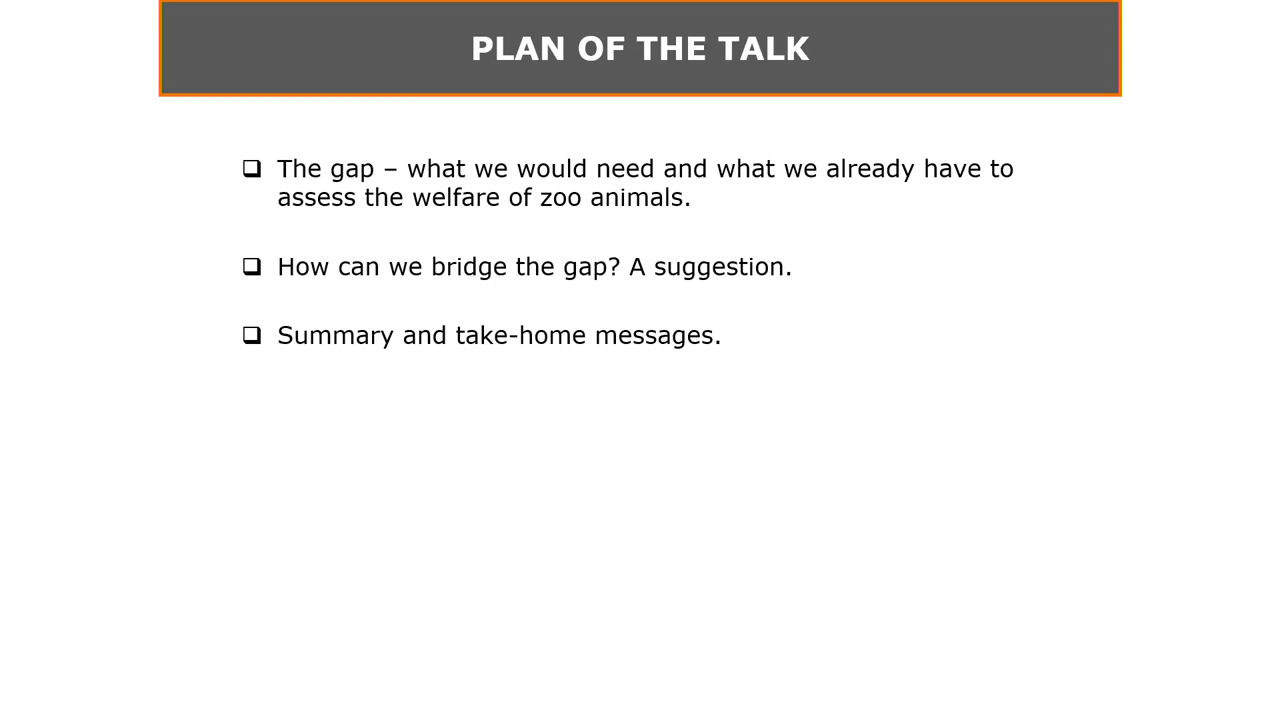 PLAN OF THE TALK
❑ The gap – what we would need and what we already have to
assess the welfare of zoo animals.
❑ How can we bridge the gap? A suggestion.
❑ Summary and take-home messages.